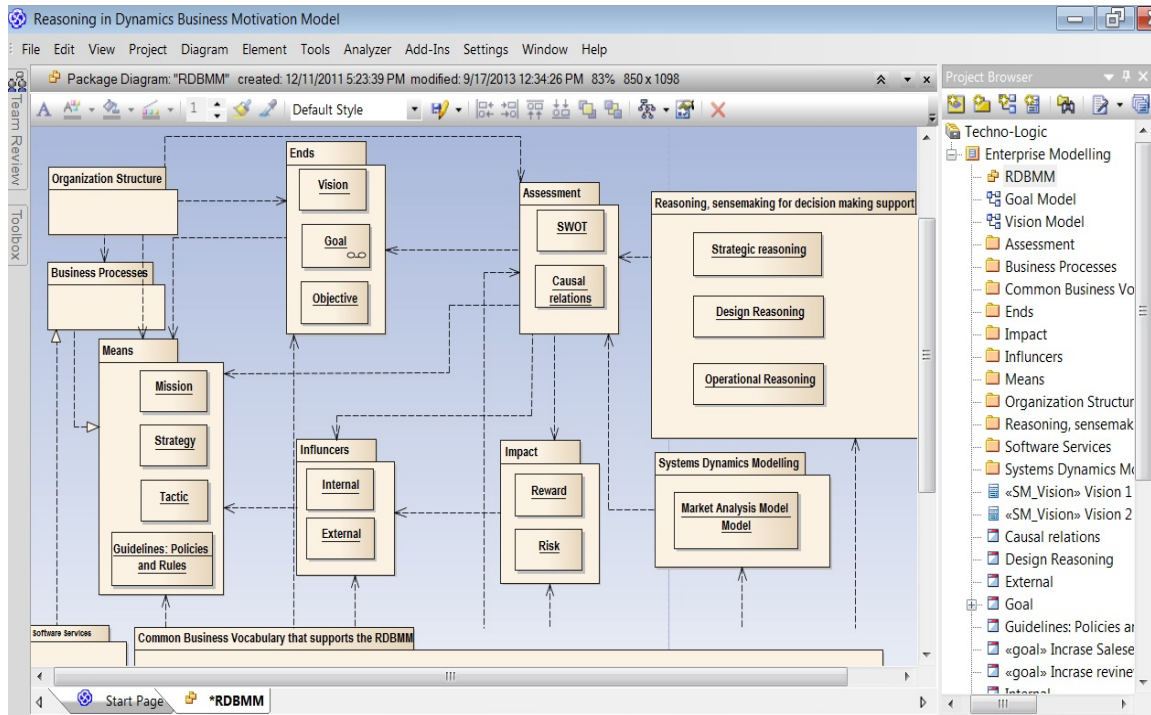 Reasoning in Dynamics Business Motivation Model
File Edit View Project Diagram Element Tools Analyzer Add-Ins Settings Window Help
Package Diagram: "RDBMM" created: 12/11/2011 5:23:39 PM modified: 9/17/2013 12:34:26 PM 83% 850 x 1098
Project Browser
A 1 Default Style
Team Review
Toolbox
Organization Structure
Business Processes
Ends
Vision
Goal
Objective
Assessment
SWOT
Causal
relations
Reasoning, sensemaking for decision making support
Strategic reasoning
Design Reasoning
Operational Reasoning
Means
Mission
Strategy
Tactic
Guidelines: Policies
and Rules
Influncers
Internal
External
Impact
Reward
Risk
Systems Dynamics Modelling
Market Analysis Model
Model
Software Services
Common Business Vocabulary that supports the RDBMM
Start Page
*RDBMM
Techno-Logic
Enterprise Modelling
RDBMM
Goal Model
Vision Model
Assessment
Business Processes
Common Business Vo
Ends
Impact
Influncers
Means
Organization Structur
Reasoning, sensemak
Software Services
Systems Dynamics Mo
«SM_Vision» Vision 1
«SM_Vision» Vision 2
Causal relations
Design Reasoning
External
Goal
Guidelines: Policies ar
«goal» Incrase Salese
«goal» Incrase revine
Internal